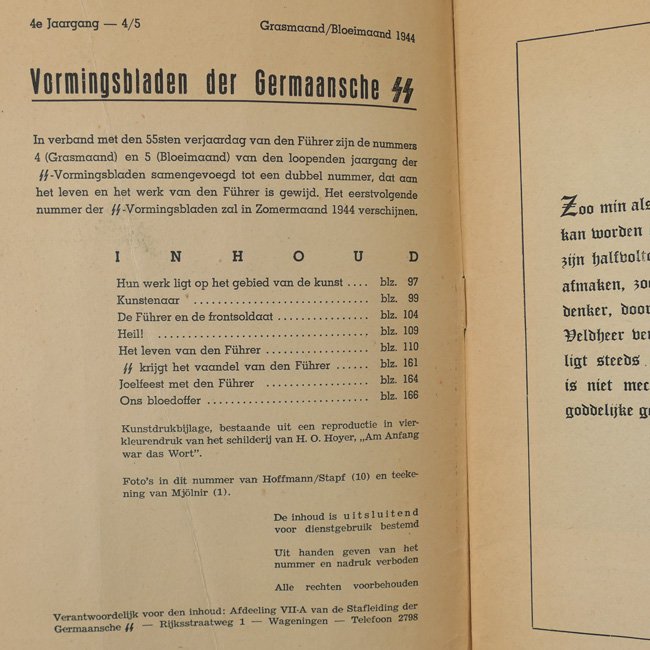 4e Jaargang — 4/5
Grasmaand/Bloeimaand 1944
Vormingsbladen der Germaansche ᛋᛋ
In verband met den 55sten verjaardag van den Führer zijn de nummers
4 (Grasmaand) en 5 (Bloeimaand) van den loopenden jaargang der
ᛋᛋ-Vormingsbladen samengevoegd tot een dubbel nummer, dat aan
het leven en het werk van den Führer is gewijd. Het eerstvolgende
nummer der ᛋᛋ-Vormingsbladen zal in Zomermaand 1944 verschijnen.
INHOUD
Hun werk ligt op het gebied van de kunst .... blz. 97
Kunstenaar .......................... blz. 99
De Führer en de frontsoldaat .............. blz. 104
Heil! ................................ blz. 109
Het leven van den Führer ................ blz. 110
ᛋᛋ krijgt het vaandel van den Führer ...... blz. 161
Joelfeest met den Führer ................ blz. 164
Ons bloedoffer ........................ blz. 166
Kunstdrukbijlage, bestaande uit een reproductie in vier-
kleurendruk van het schilderij van H. O. Hoyer, „Am Anfang
war das Wort".
Foto's in dit nummer van Hoffmann/Stapf (10) en teeke-
ning van Mjölnir (1).
De inhoud is uitsluitend
voor dienstgebruik bestemd
Uit handen geven van het
nummer en nadruk verboden
Alle rechten voorbehouden
Verantwoordelijk voor den inhoud: Afdeeling VII-A van de Stafleiding der
Germaansche ᛋᛋ — Rijksstraatweg 1 — Wageningen — Telefoon 2798
Zoo min als
kan worden
zijn halfvolt
afmaken, zo
denker, door
Veldheer ver
ligt steeds
is niet mec
goddelijke g